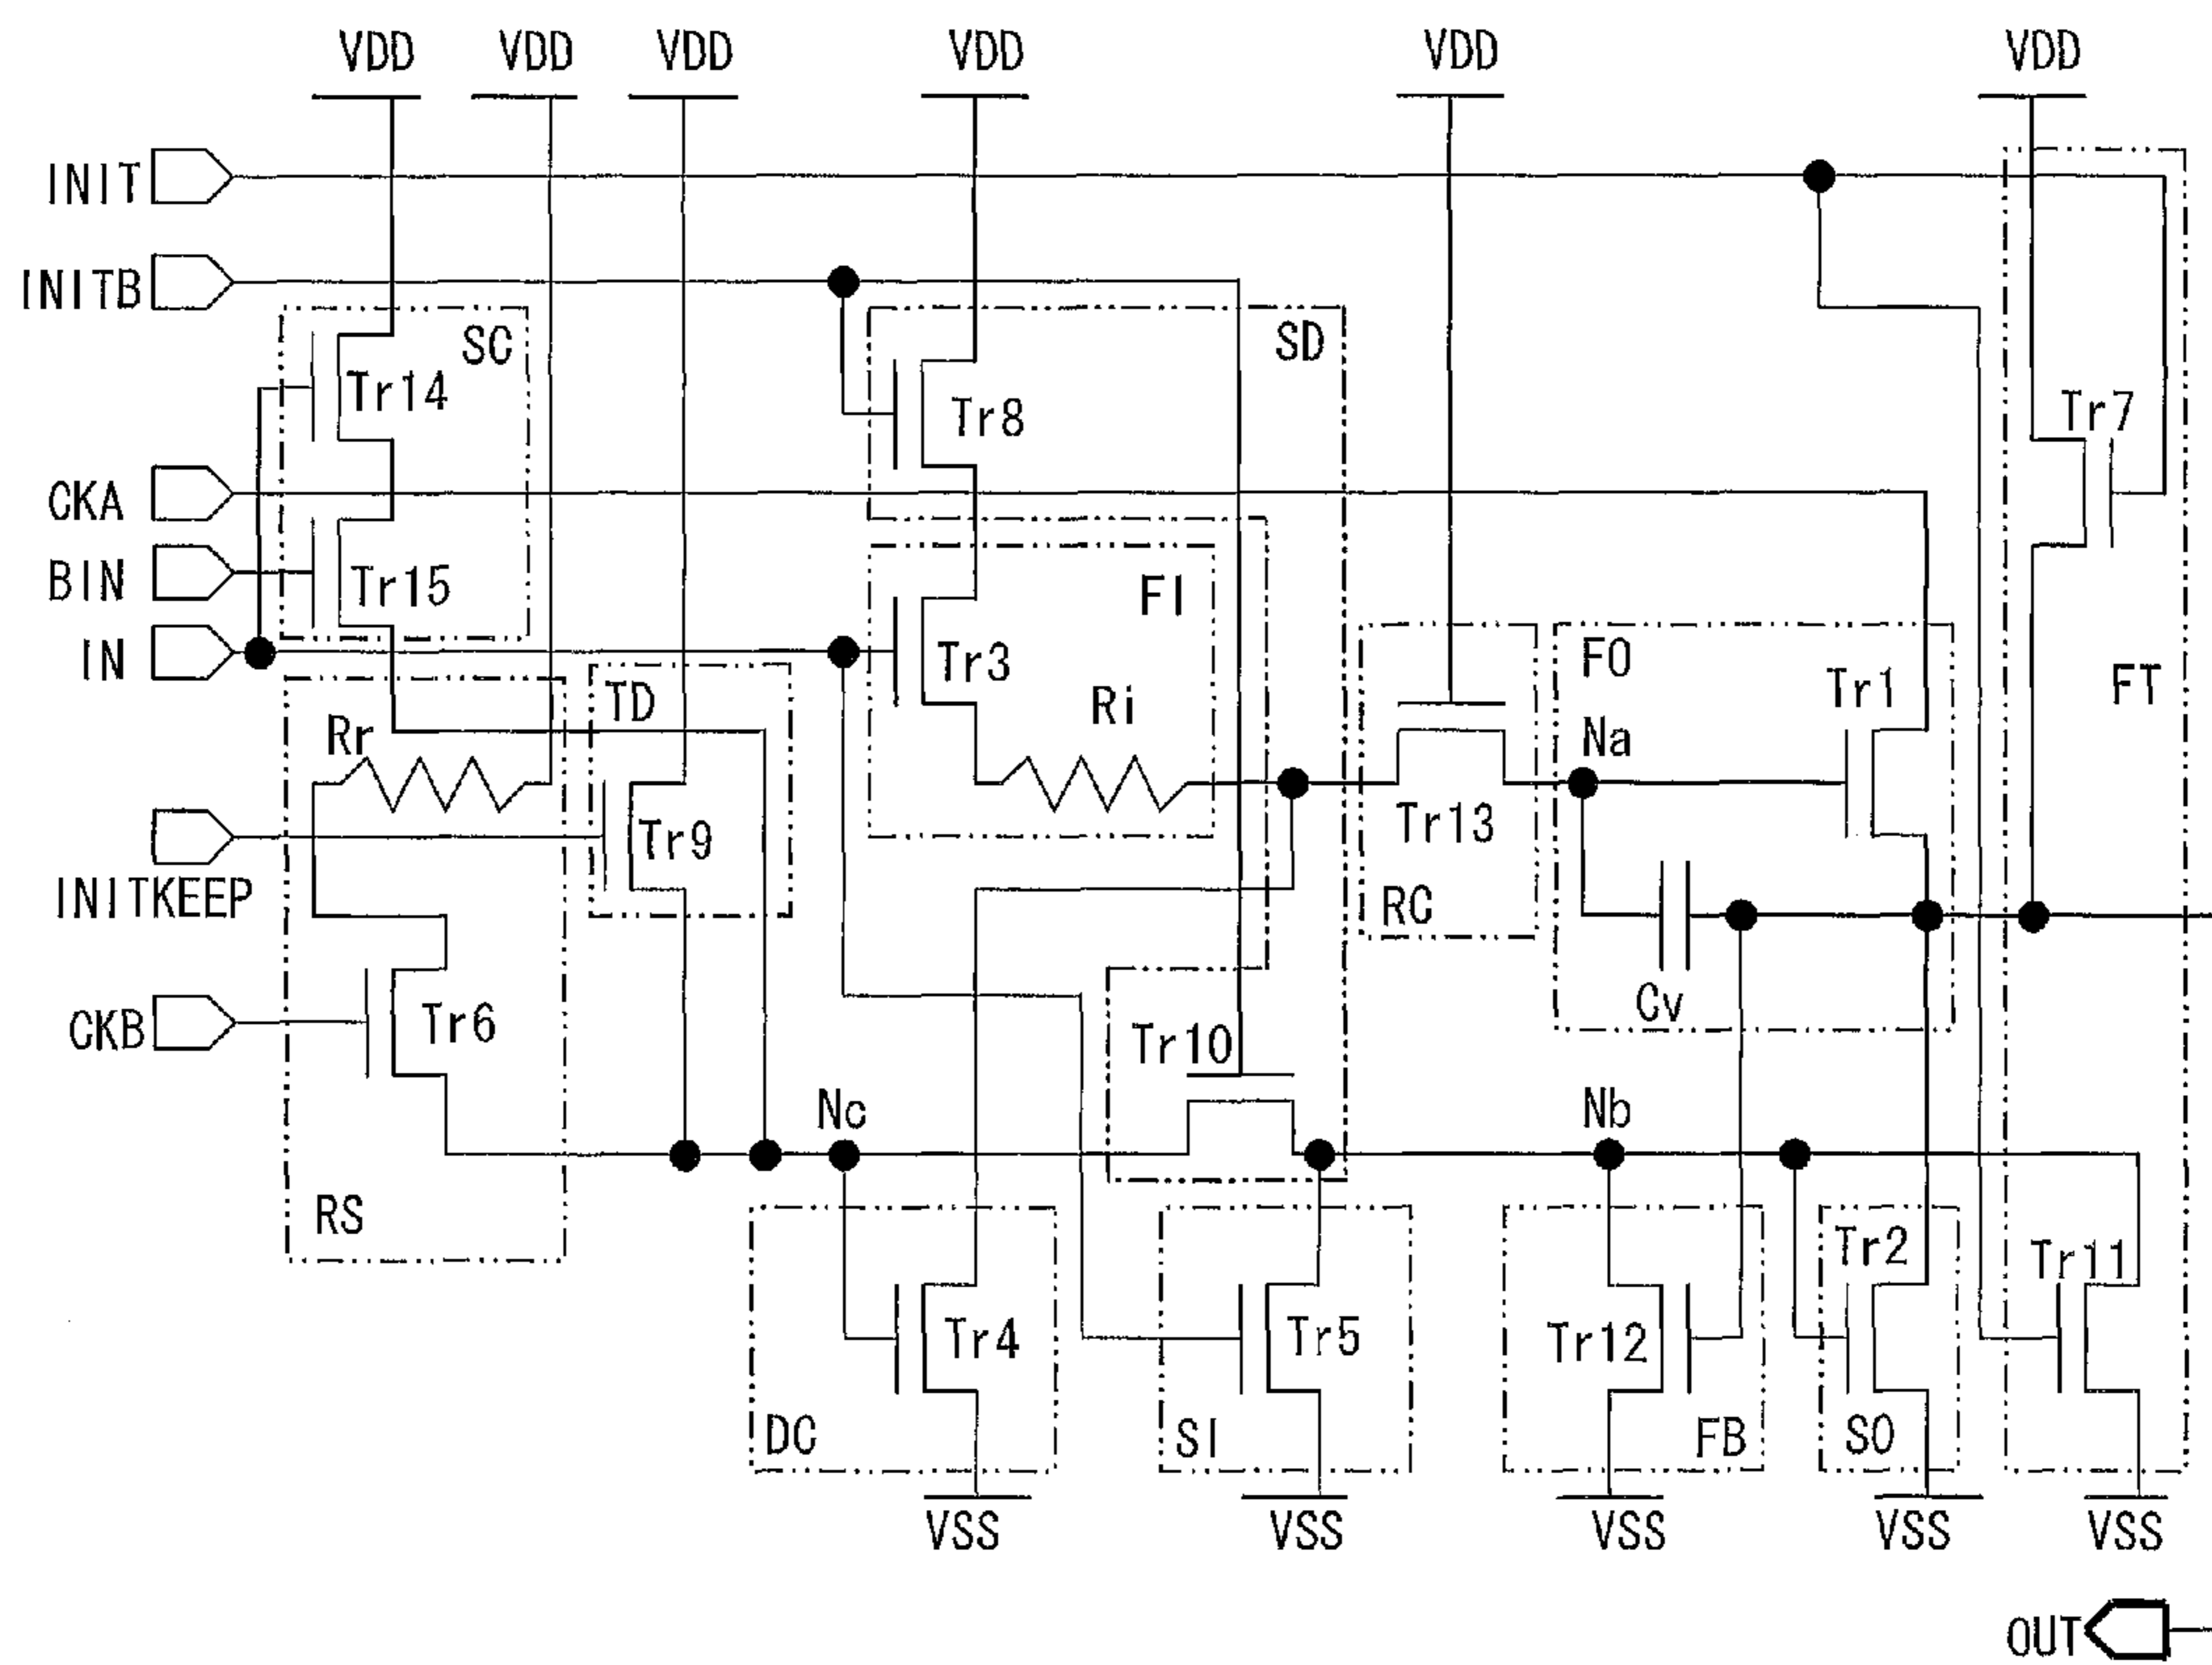 VDD
VDD
VDD
VDD
VDD
VDD
INIT
INITB
SC
SD
Tr14
Tr8
Tr7
CKA
BIN
Tr15
FI
IN
Tr3
FO
Tr1
FT
TD
Ri
Rr
Na
Tr9
Tr13
INITKEEP
RC
CKB
Tr6
Cv
Tr10
Nc
Nb
RS
Tr2
Tr11
Tr4
Tr5
Tr12
DC
SI
FB
SO
VSS
VSS
VSS
VSS
VSS
OUT